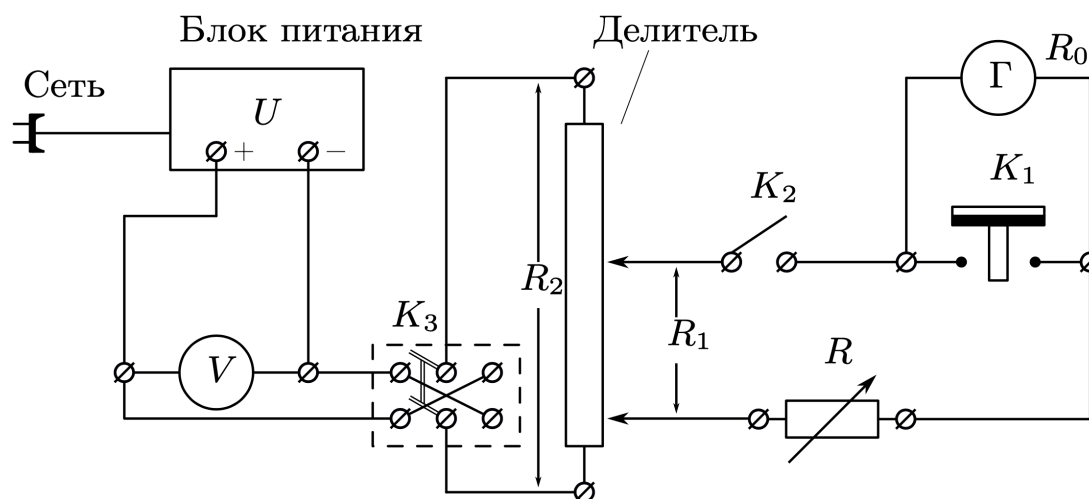 Блок питания
Делитель
Сеть
U
+
−
Г
R0
K1
K2
R2
R1
K3
V
R